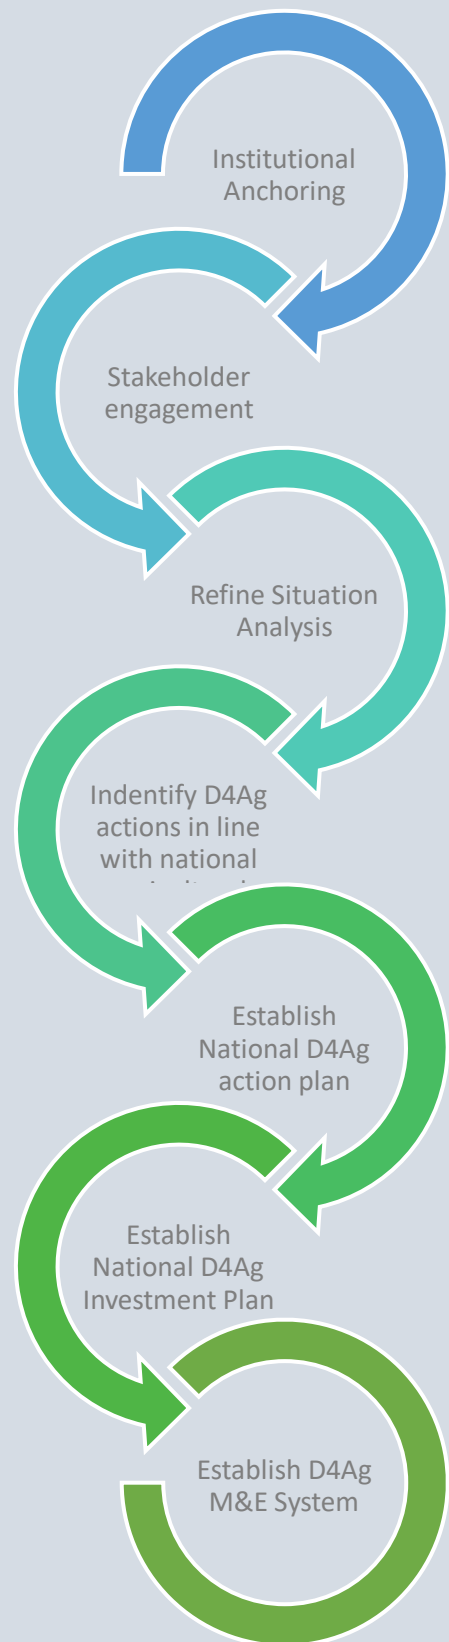 Institutional
Anchoring
Stakeholder
engagement
Refine Situation
Analysis
Indentify D4Ag
actions in line
with national
Establish
National D4Ag
action plan
Establish
National D4Ag
Investment Plan
Establish D4Ag
M&E System